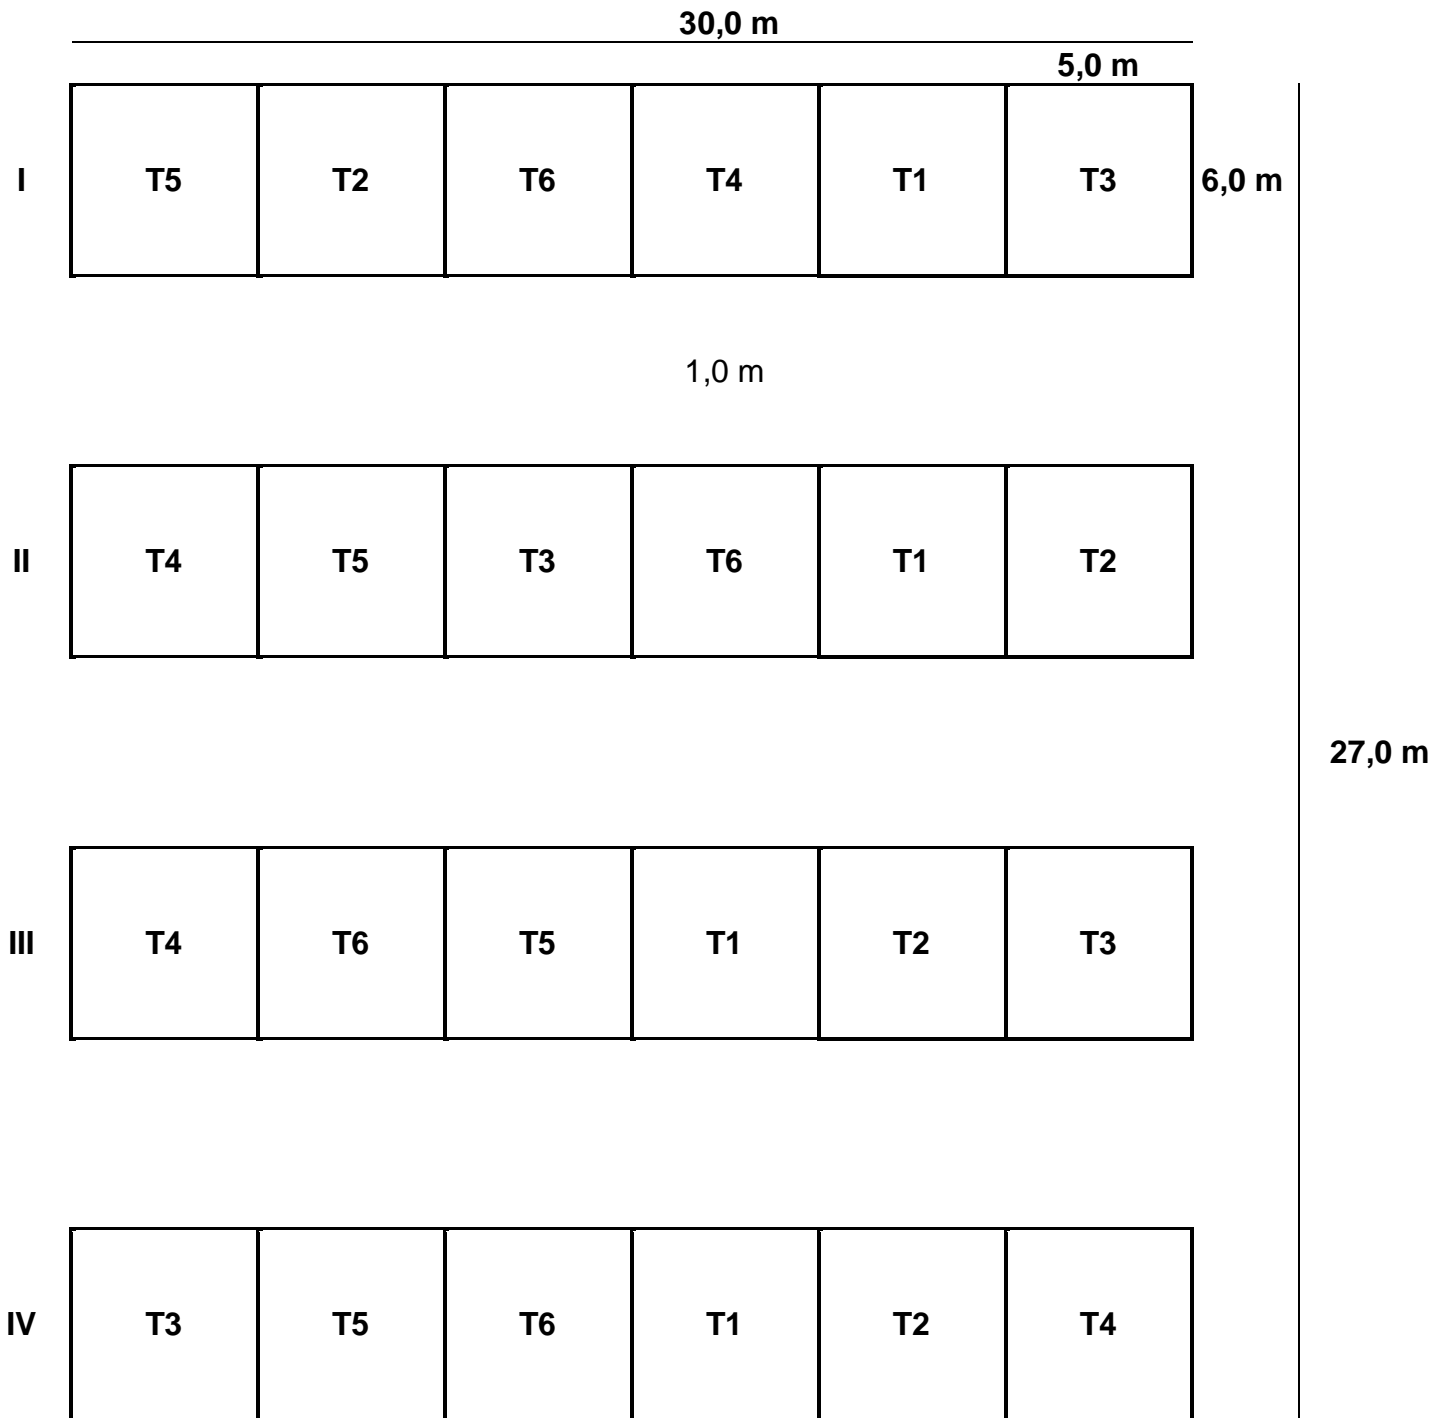 30,0 m
5,0 m
I T5 T2 T6 T4 T1 T3 6,0 m
1,0 m
II T4 T5 T3 T6 T1 T2
27,0 m
III T4 T6 T5 T1 T2 T3
IV T3 T5 T6 T1 T2 T4